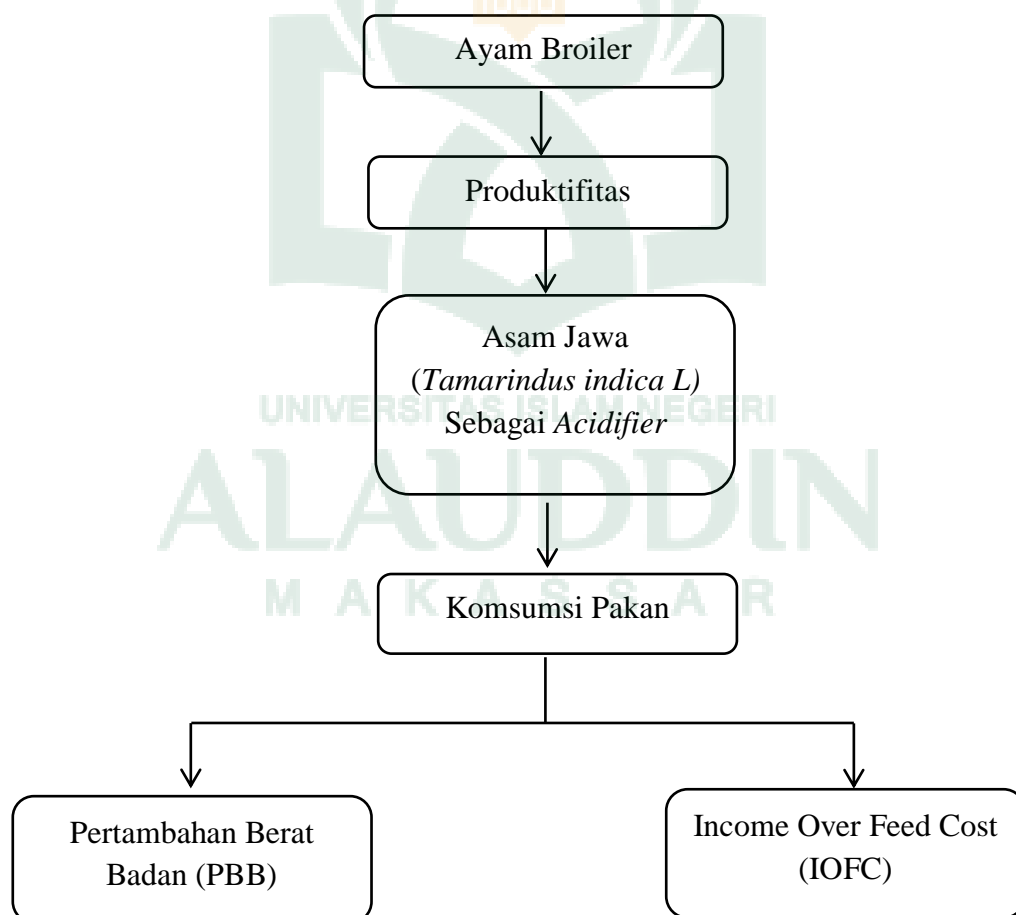 Ayam Broiler
Produktifitas
Asam Jawa
(Tamarindus indica L)
Sebagai Acidifier
UNIVERSITAS ISLAM NEGERI
ALAUDDIN
MAKASSAR
Komsumsi Pakan
Pertambahan Berat
Badan (PBB)
Income Over Feed Cost
(IOFC)